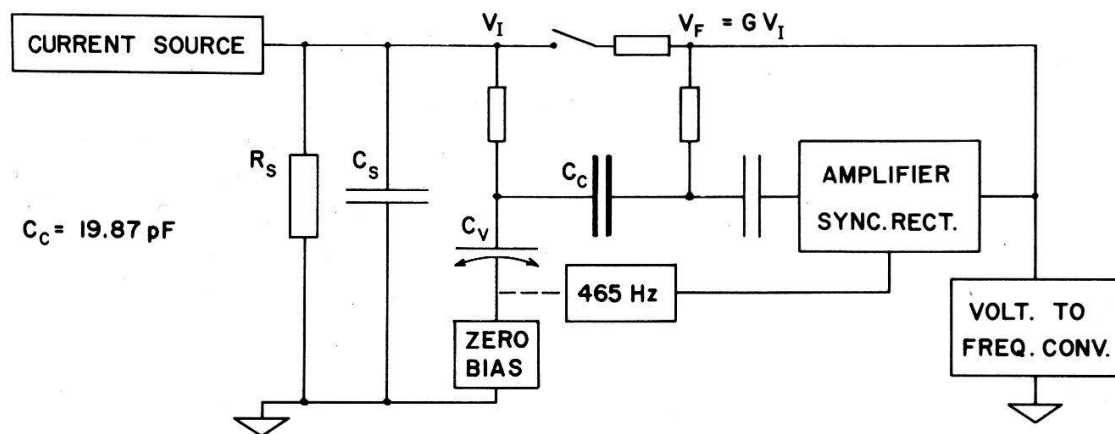 CURRENT SOURCE
V_I
V_F = G V_I
R_S
C_S
C_C
AMPLIFIER
SYNC. RECT.
C_C = 19.87 pF
C_V
465 Hz
ZERO
BIAS
VOLT. TO
FREQ. CONV.